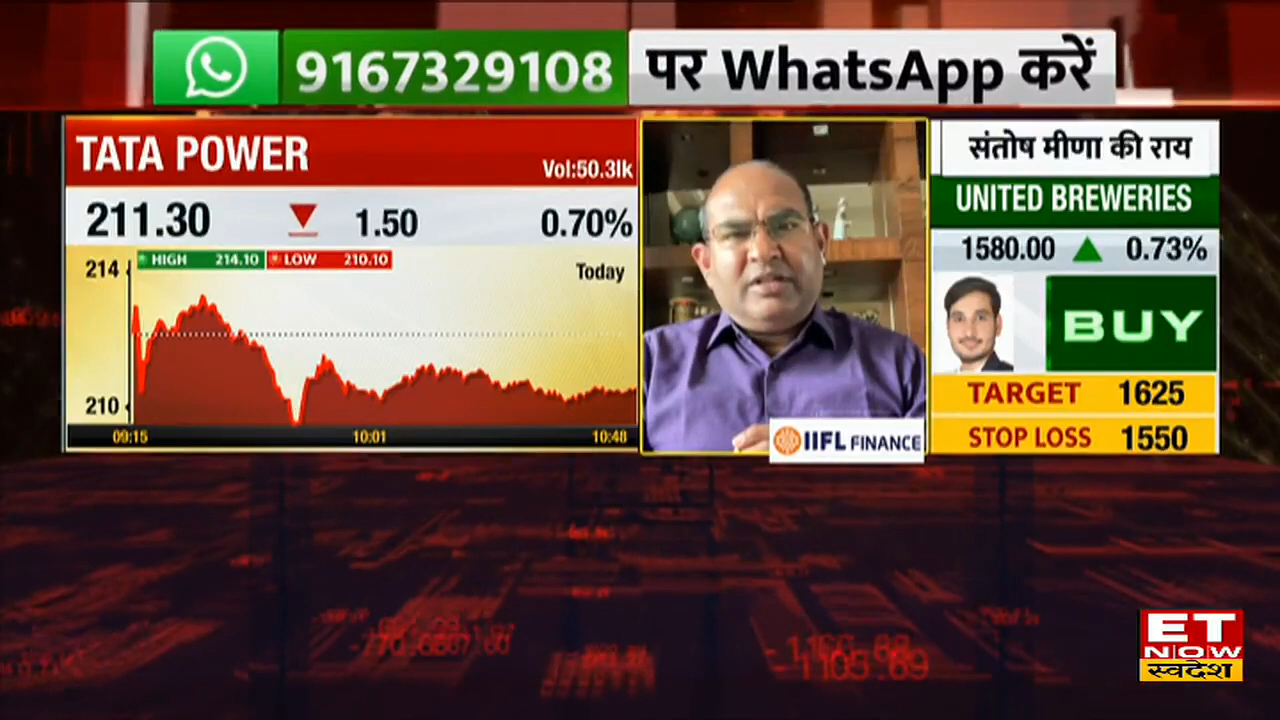 9167329108 पर WhatsApp करें
TATA POWER
Vol:50.3lk
211.30 1.50 0.70%
HIGH 214.10 LOW 210.10
Today
214
210
09:15 10:01 10:48
IIFL FINANCE
संतोष मीणा की राय
UNITED BREWERIES
1580.00 0.73%
BUY
TARGET 1625
STOP LOSS 1550
ET
NOW
स्वदेश